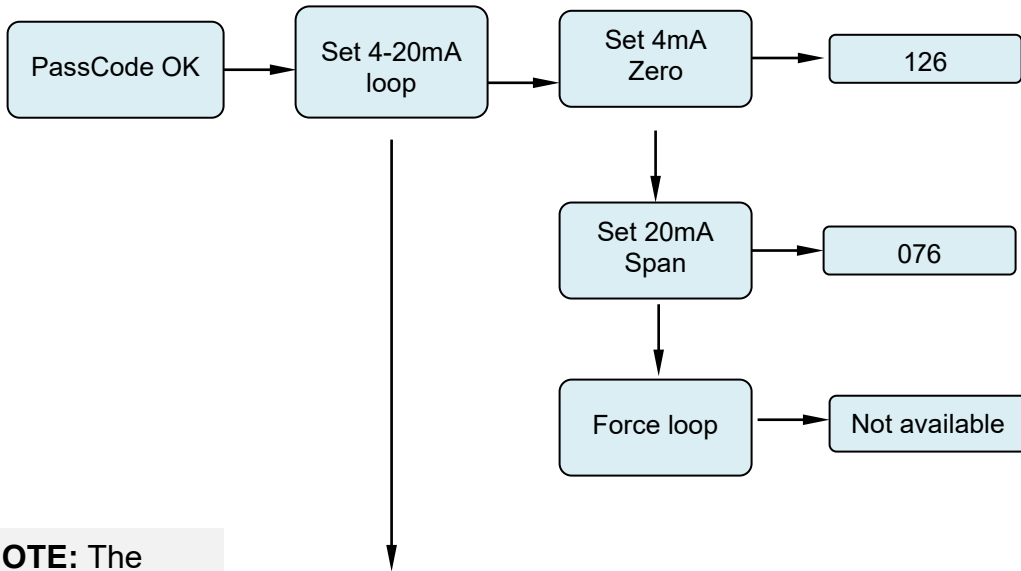 PassCode OK
Set 4-20mA
loop
Set 4mA
Zero
126
Set 20mA
Span
076
Force loop
Not available
OTE: The